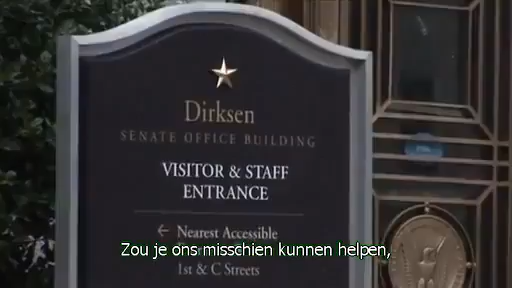 Dirksen
SENATE OFFICE BUILDING
VISITOR & STAFF
ENTRANCE
← Nearest Accessible
Zou je ons misschien kunnen helpen,
1st & C Streets